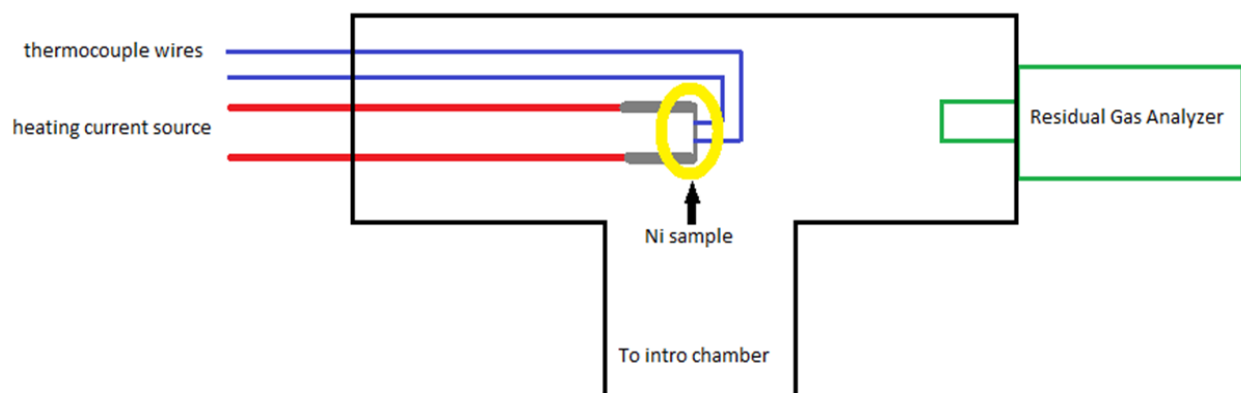 thermocouple wires
heating current source
Residual Gas Analyzer
Ni sample
To intro chamber